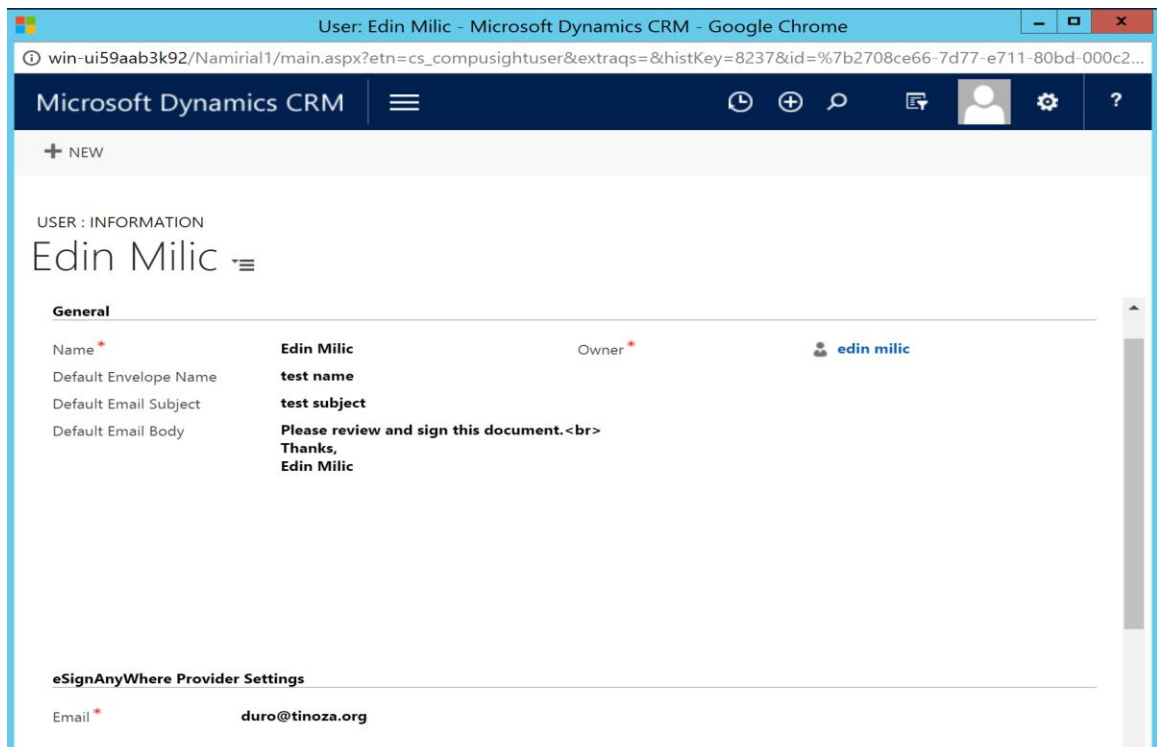 User: Edin Milic - Microsoft Dynamics CRM - Google Chrome
win-ui59aab3k92/Namirial1/main.aspx?etn=cs_compusightuser&extraqs=&histKey=8237&id=%7b2708ce66-7d77-e711-80bd-000c2...
Microsoft Dynamics CRM ?
NEW
USER : INFORMATION
Edin Milic
General
Name* Edin Milic Owner* edin milic
Default Envelope Name test name
Default Email Subject test subject
Default Email Body Please review and sign this document.<br>
Thanks,
Edin Milic
eSignAnyWhere Provider Settings
Email* duro@tinoza.org